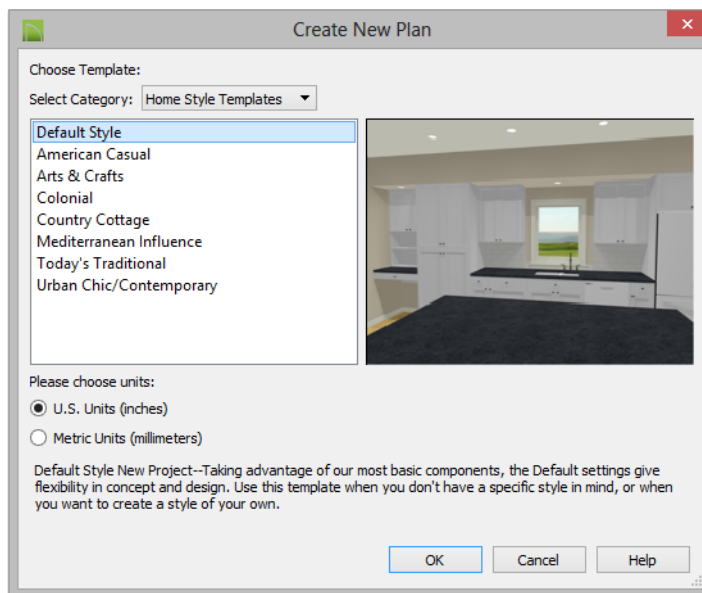 Create New Plan
Choose Template:
Select Category: Home Style Templates
Default Style
American Casual
Arts & Crafts
Colonial
Country Cottage
Mediterranean Influence
Today's Traditional
Urban Chic/Contemporary
Please choose units:
U.S. Units (inches)
Metric Units (millimeters)
Default Style New Project--Taking advantage of our most basic components, the Default settings give
flexibility in concept and design. Use this template when you don't have a specific style in mind, or when
you want to create a style of your own.
OK Cancel Help